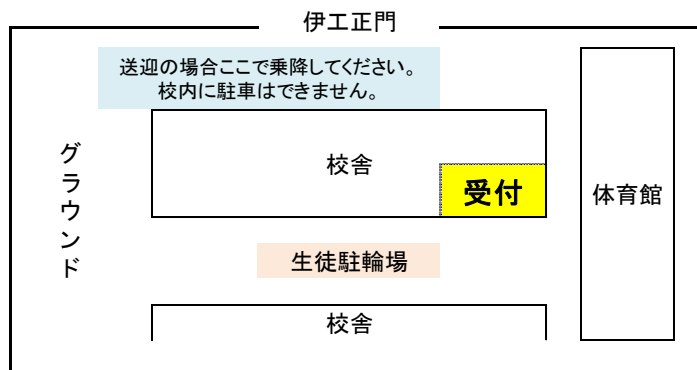 伊工正門
送迎の場合ここで乗降してください。
校内に駐車はできません。
校舎
受付
グラウンド
体育館
生徒駐輪場
校舎